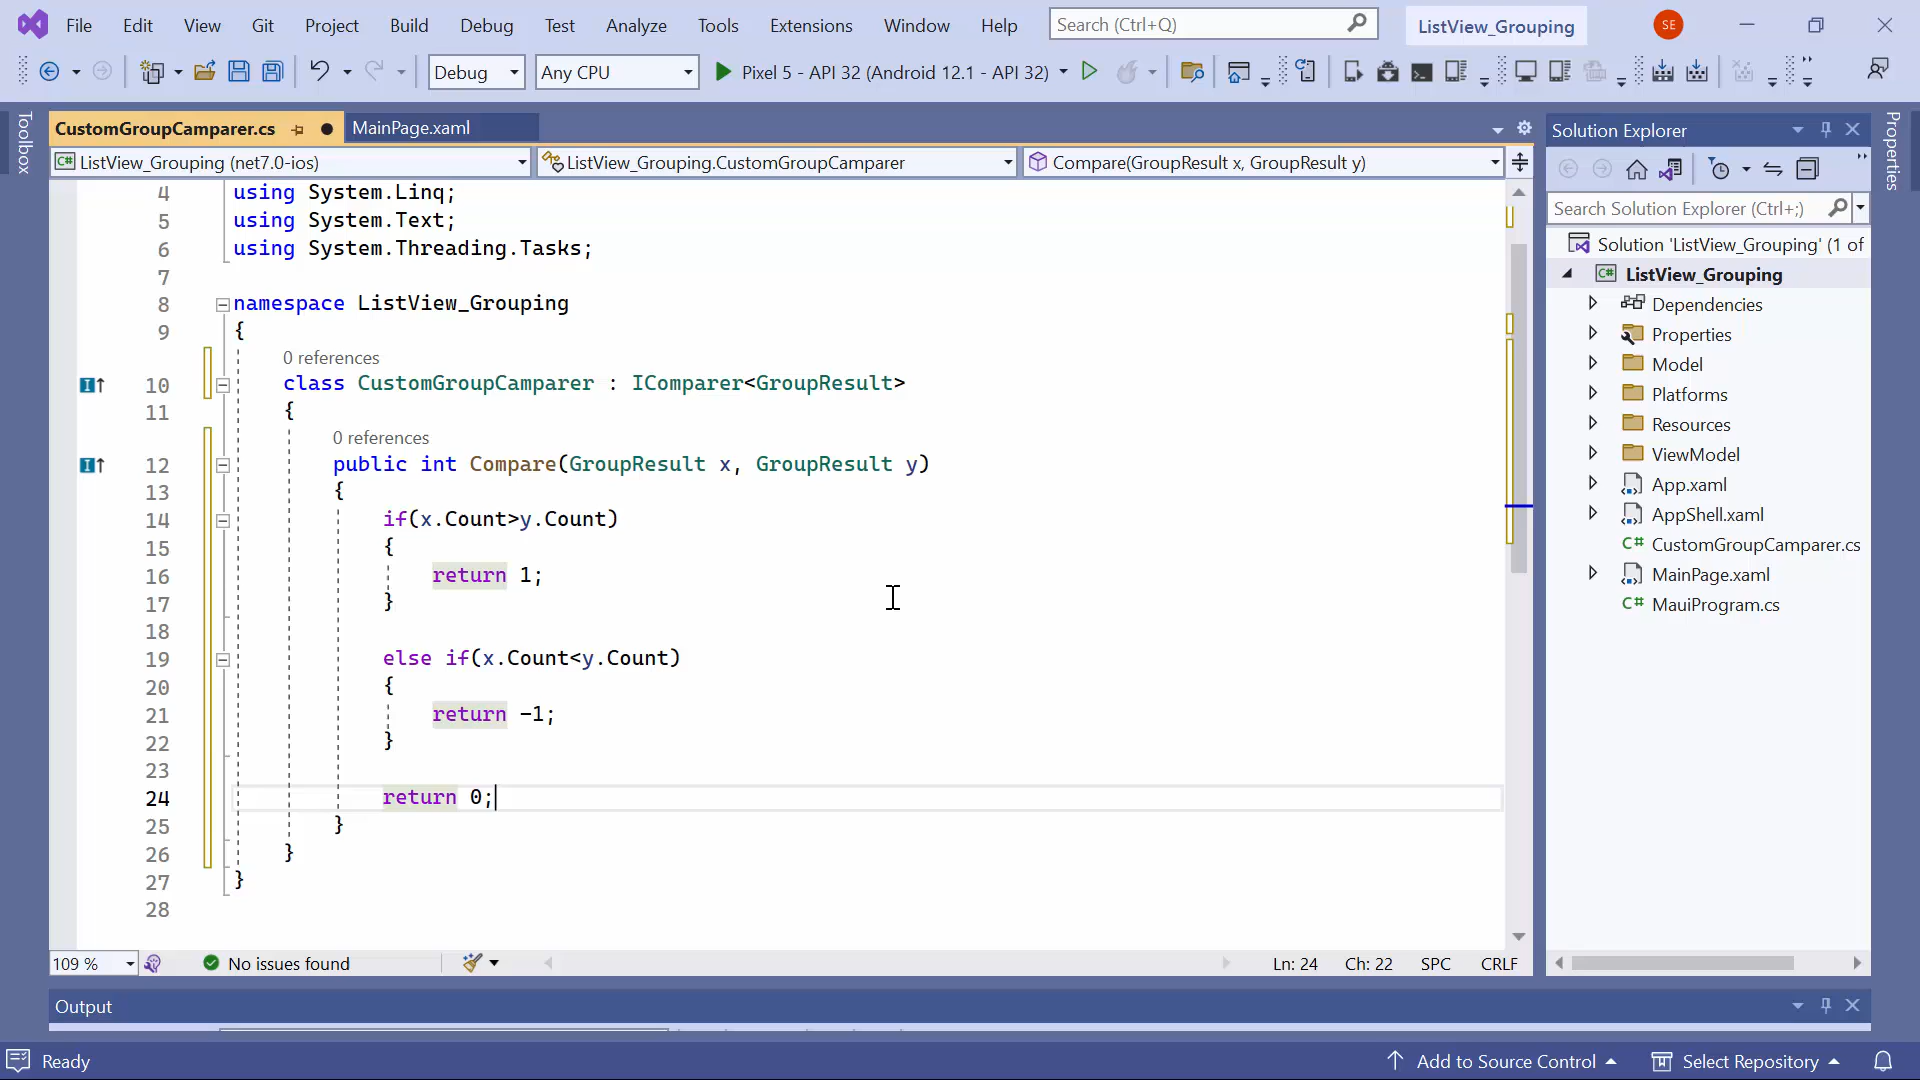 File Edit View Git Project Build Debug Test Analyze Tools Extensions Window Help Search (Ctrl+Q) ListView_Grouping SE
Debug Any CPU Pixel 5 - API 32 (Android 12.1 - API 32)
Toolbox
CustomGroupCamparer.cs MainPage.xaml
ListView_Grouping (net7.0-ios) ListView_Grouping.CustomGroupCamparer Compare(GroupResult x, GroupResult y)
4 using System.Linq;
5 using System.Text;
6 using System.Threading.Tasks;
7
8 namespace ListView_Grouping
9 {
0 references
10 class CustomGroupCamparer : IComparer<GroupResult>
11 {
0 references
12 public int Compare(GroupResult x, GroupResult y)
13 {
14 if(x.Count>y.Count)
15 {
16 return 1;
17 }
18
19 else if(x.Count<y.Count)
20 {
21 return -1;
22 }
23
24 return 0;
25 }
26 }
27 }
28
109 % No issues found Ln: 24 Ch: 22 SPC CRLF
Solution Explorer
Search Solution Explorer (Ctrl+;)
Solution 'ListView_Grouping' (1 of
C# ListView_Grouping
Dependencies
Properties
Model
Platforms
Resources
ViewModel
App.xaml
AppShell.xaml
C# CustomGroupCamparer.cs
MainPage.xaml
C# MauiProgram.cs
Properties
Output
Ready Add to Source Control Select Repository